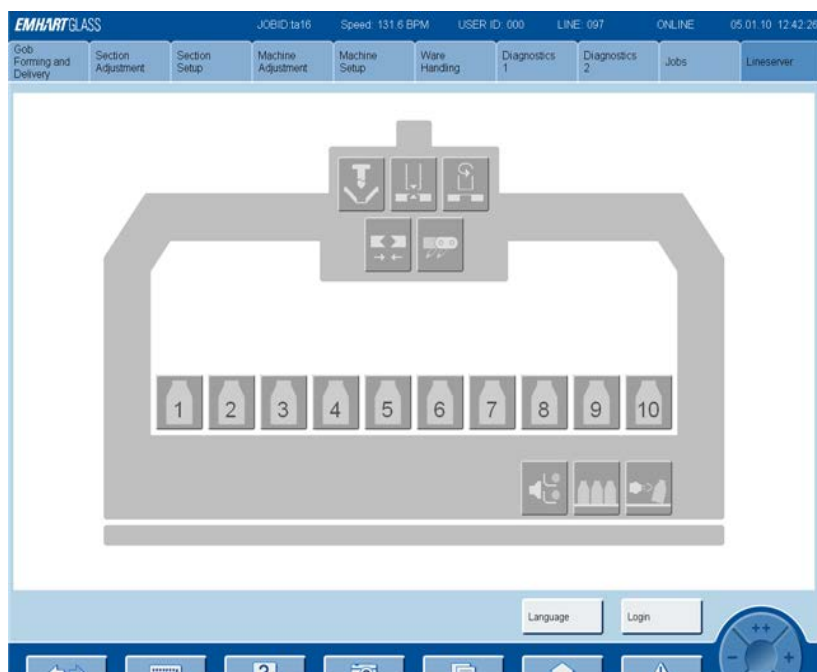 EMHART GLASS JOBID:ta16 Speed: 131.6 BPM USER ID: 000 LINE: 097 ONLINE 05.01.10 12:42:26
Gob
Forming and
Delivery
Section
Adjustment
Section
Setup
Machine
Adjustment
Machine
Setup
Ware
Handling
Diagnostics
1
Diagnostics
2
Jobs
Lineserver
1 2 3 4 5 6 7 8 9 10
Language Login
?
++
- +